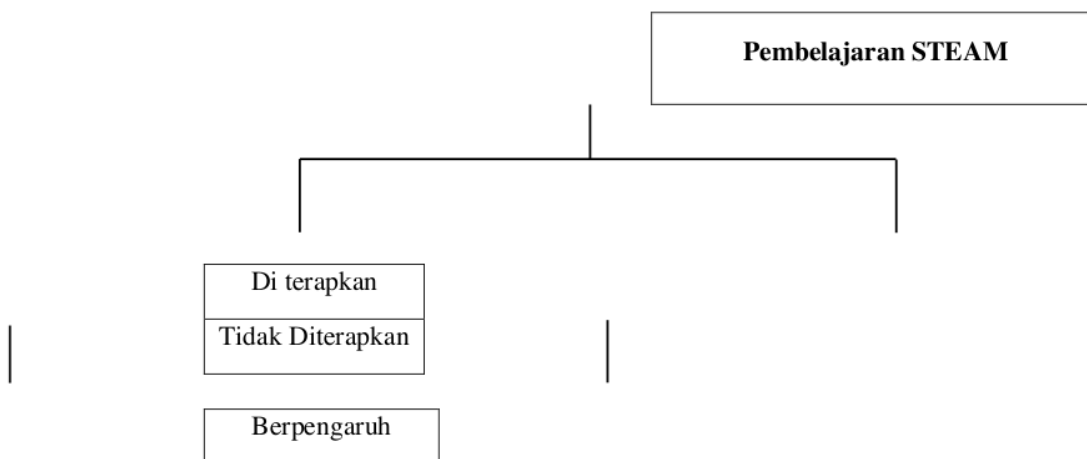 Pembelajaran STEAM
Di terapkan
Tidak Diterapkan
Berpengaruh